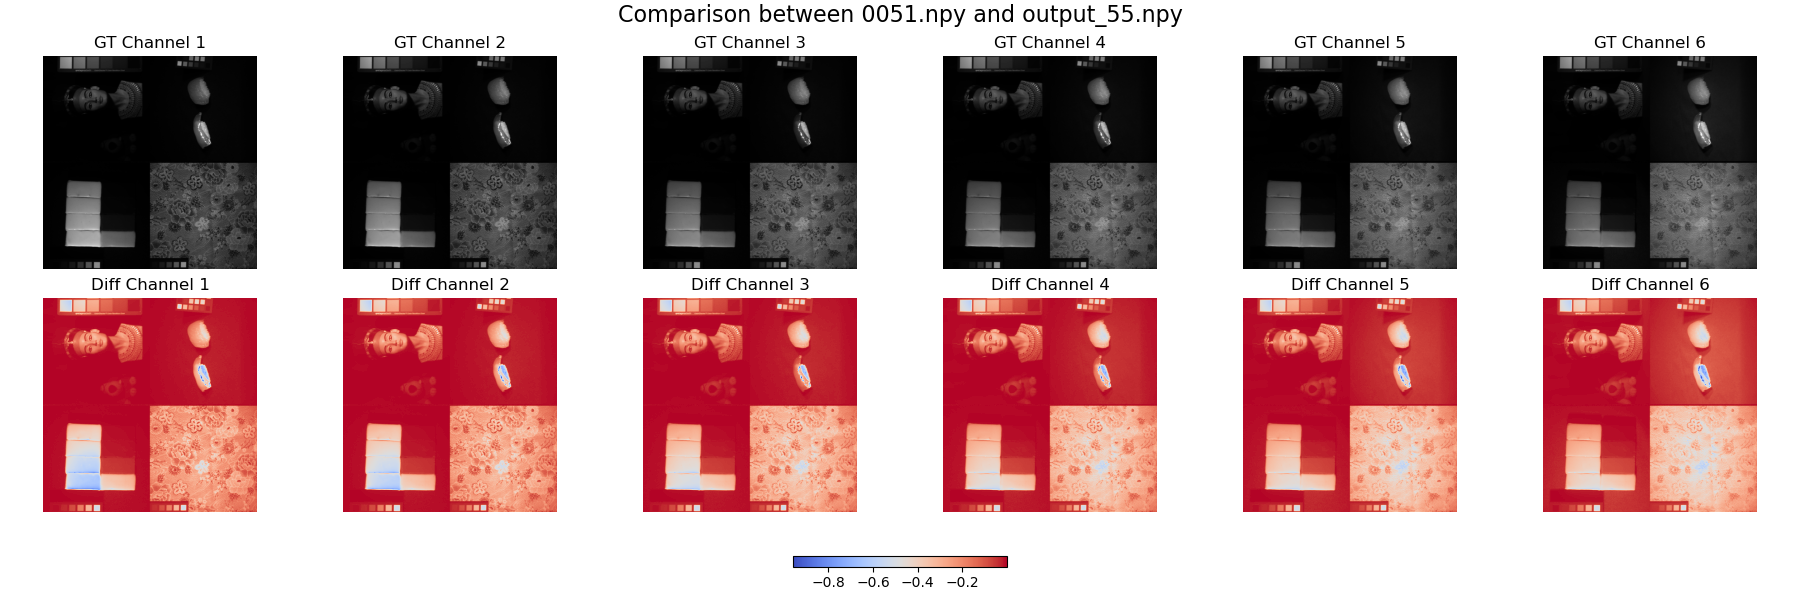 Comparison between 0051.npy and output_55.npy
GT Channel 1
GT Channel 2
GT Channel 3
GT Channel 4
GT Channel 5
GT Channel 6
Diff Channel 1
Diff Channel 2
Diff Channel 3
Diff Channel 4
Diff Channel 5
Diff Channel 6
−0.8 −0.6 −0.4 −0.2